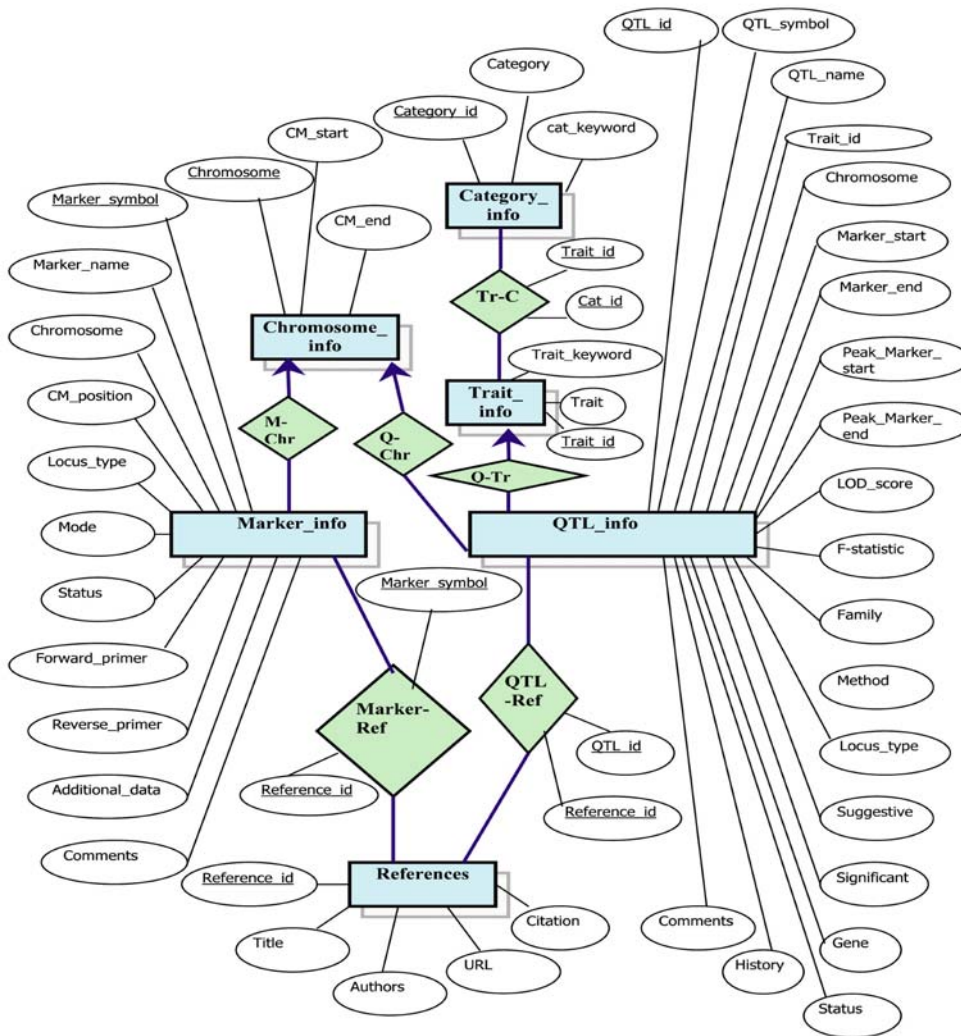 QTL_id
QTL_symbol
Category
QTL_name
Category_id
CM_start
cat_keyword
Trait_id
Chromosome
Chromosome
Marker_symbol
Category_
info
CM_end
Marker_start
Trait_id
Marker_name
Marker_end
Tr-C
Cat_id
Chromosome
Chromosome_
info
Trait_keyword
Peak_Marker_
start
CM_position
Trait_
info
Trait
Peak_Marker_
end
M-
Chr
Q-
Chr
Trait_id
Locus_type
Q-Tr
LOD_score
Mode
Marker_info
QTL_info
F-statistic
Status
Marker_symbol
Family
Forward_primer
QTL
-Ref
Method
Marker-
Ref
Reverse_primer
QTL_id
Locus_type
Additional_data
Reference_id
Reference_id
Suggestive
Comments
Reference_id
References
Significant
Citation
Comments
Title
URL
Gene
History
Authors
Status